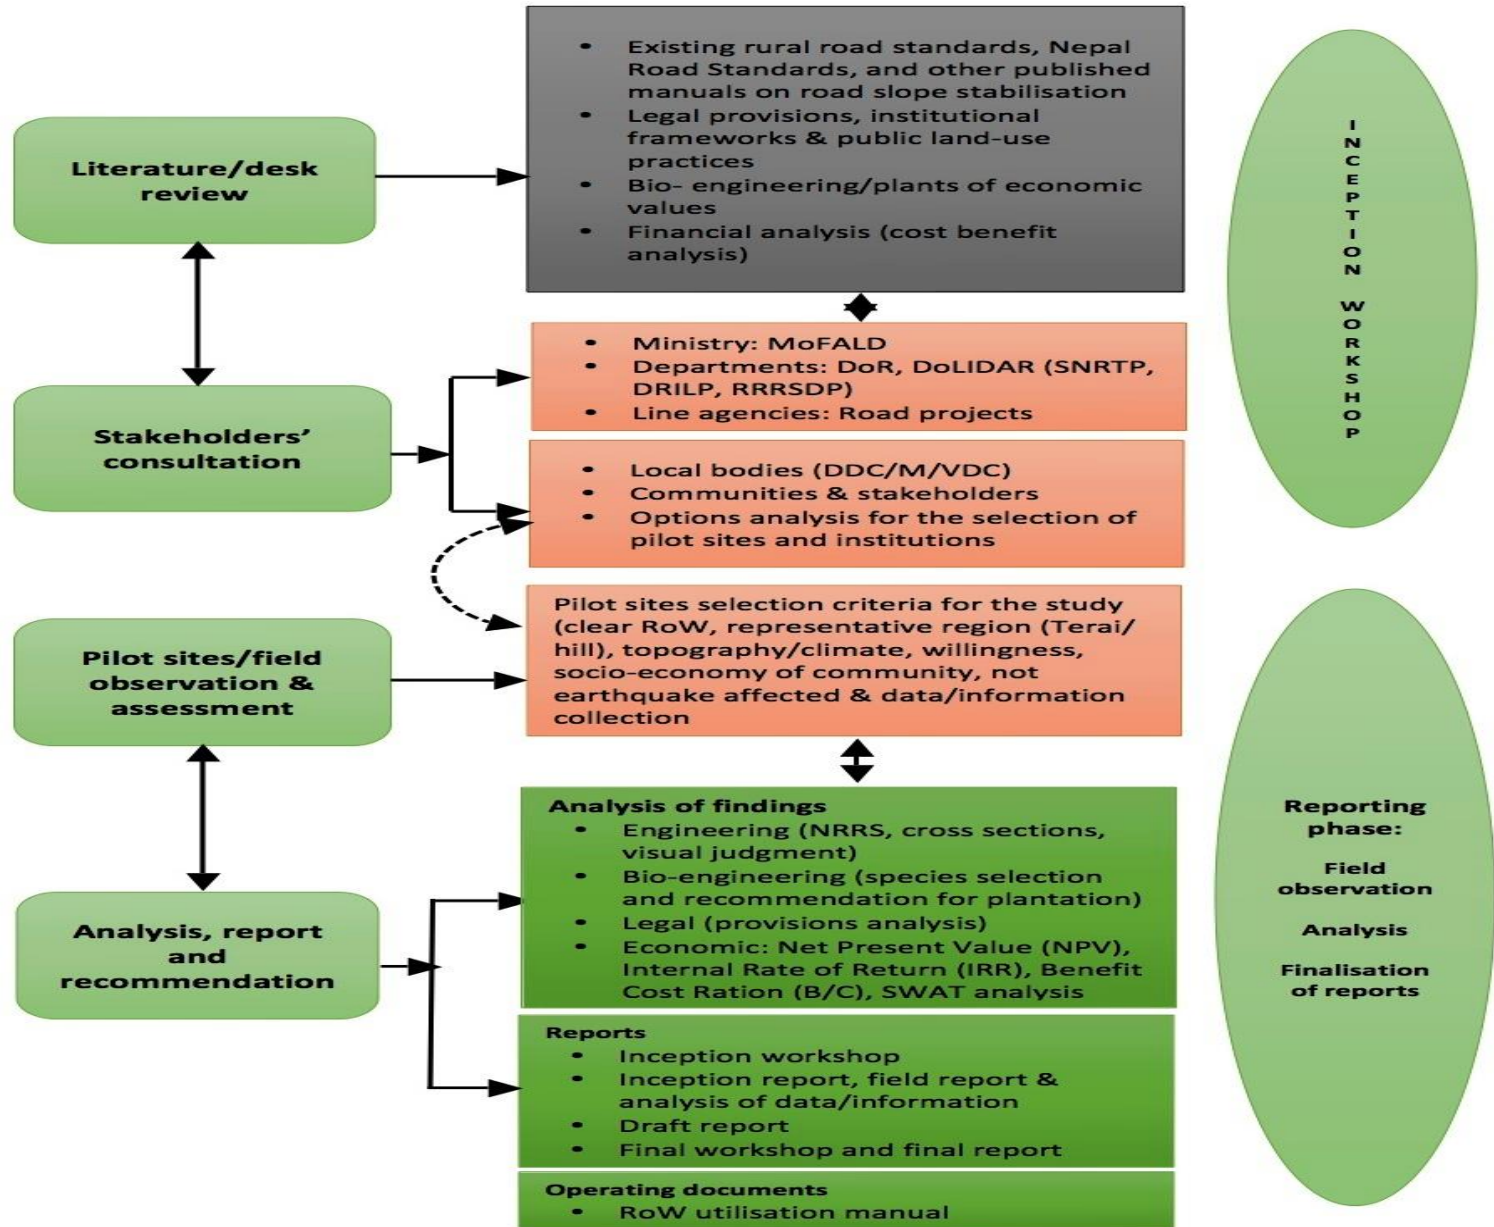 Literature/desk
review
• Existing rural road standards, Nepal
Road Standards, and other published
manuals on road slope stabilisation
• Legal provisions, institutional
frameworks & public land-use
practices
• Bio- engineering/plants of economic
values
• Financial analysis (cost benefit
analysis)
INCEPTION WORKSHOP
Stakeholders’
consultation
• Ministry: MoFALD
• Departments: DoR, DoLIDAR (SNRTP,
DRILP, RRRSDP)
• Line agencies: Road projects
• Local bodies (DDC/M/VDC)
• Communities & stakeholders
• Options analysis for the selection of
pilot sites and institutions
Pilot sites/field
observation &
assessment
Pilot sites selection criteria for the study
(clear RoW, representative region (Terai/
hill), topography/climate, willingness,
socio-economy of community, not
earthquake affected & data/information
collection
Analysis, report
and
recommendation
Analysis of findings
• Engineering (NRRS, cross sections,
visual judgment)
• Bio-engineering (species selection
and recommendation for plantation)
• Legal (provisions analysis)
• Economic: Net Present Value (NPV),
Internal Rate of Return (IRR), Benefit
Cost Ration (B/C), SWAT analysis
Reports
• Inception workshop
• Inception report, field report &
analysis of data/information
• Draft report
• Final workshop and final report
Operating documents
• RoW utilisation manual
Reporting
phase:
Field
observation
Analysis
Finalisation
of reports